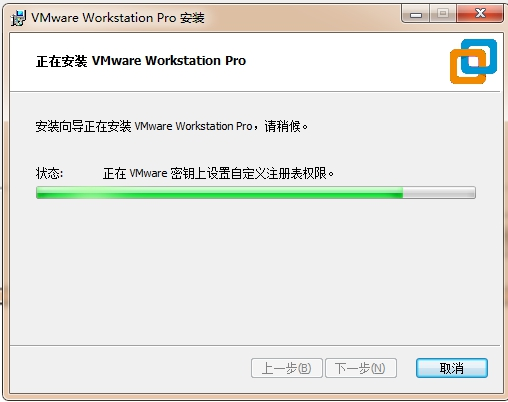 VMware Workstation Pro 安装
正在安装 VMware Workstation Pro
安装向导正在安装 VMware Workstation Pro，请稍候。
状态: 正在 VMware 密钥上设置自定义注册表权限。
上一步(B) 下一步(N) 取消